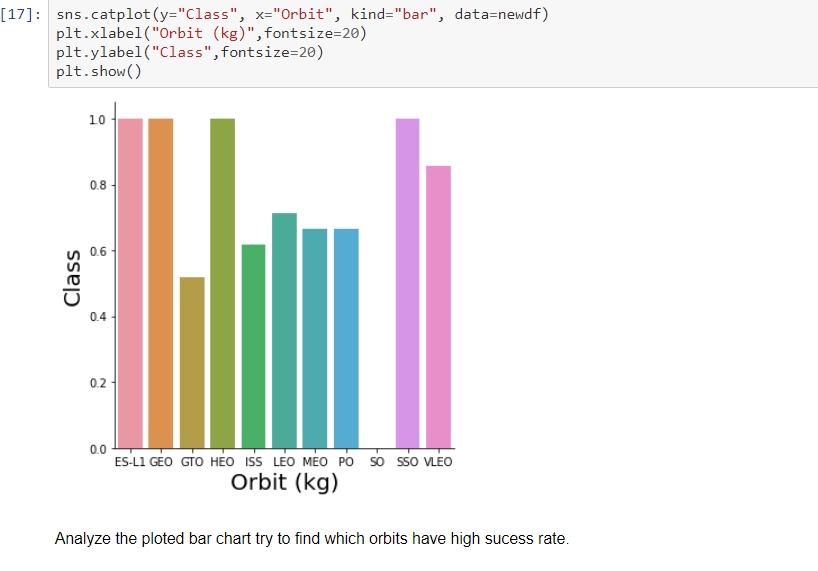 [17]: sns.catplot(y="Class", x="Orbit", kind="bar", data=newdf)
plt.xlabel("Orbit (kg)",fontsize=20)
plt.ylabel("Class",fontsize=20)
plt.show()
1.0
0.8
0.6
0.4
0.2
0.0
Class
ES-L1 GEO GTO HEO ISS LEO MEO PO SO SSO VLEO
Orbit (kg)
Analyze the ploted bar chart try to find which orbits have high sucess rate.